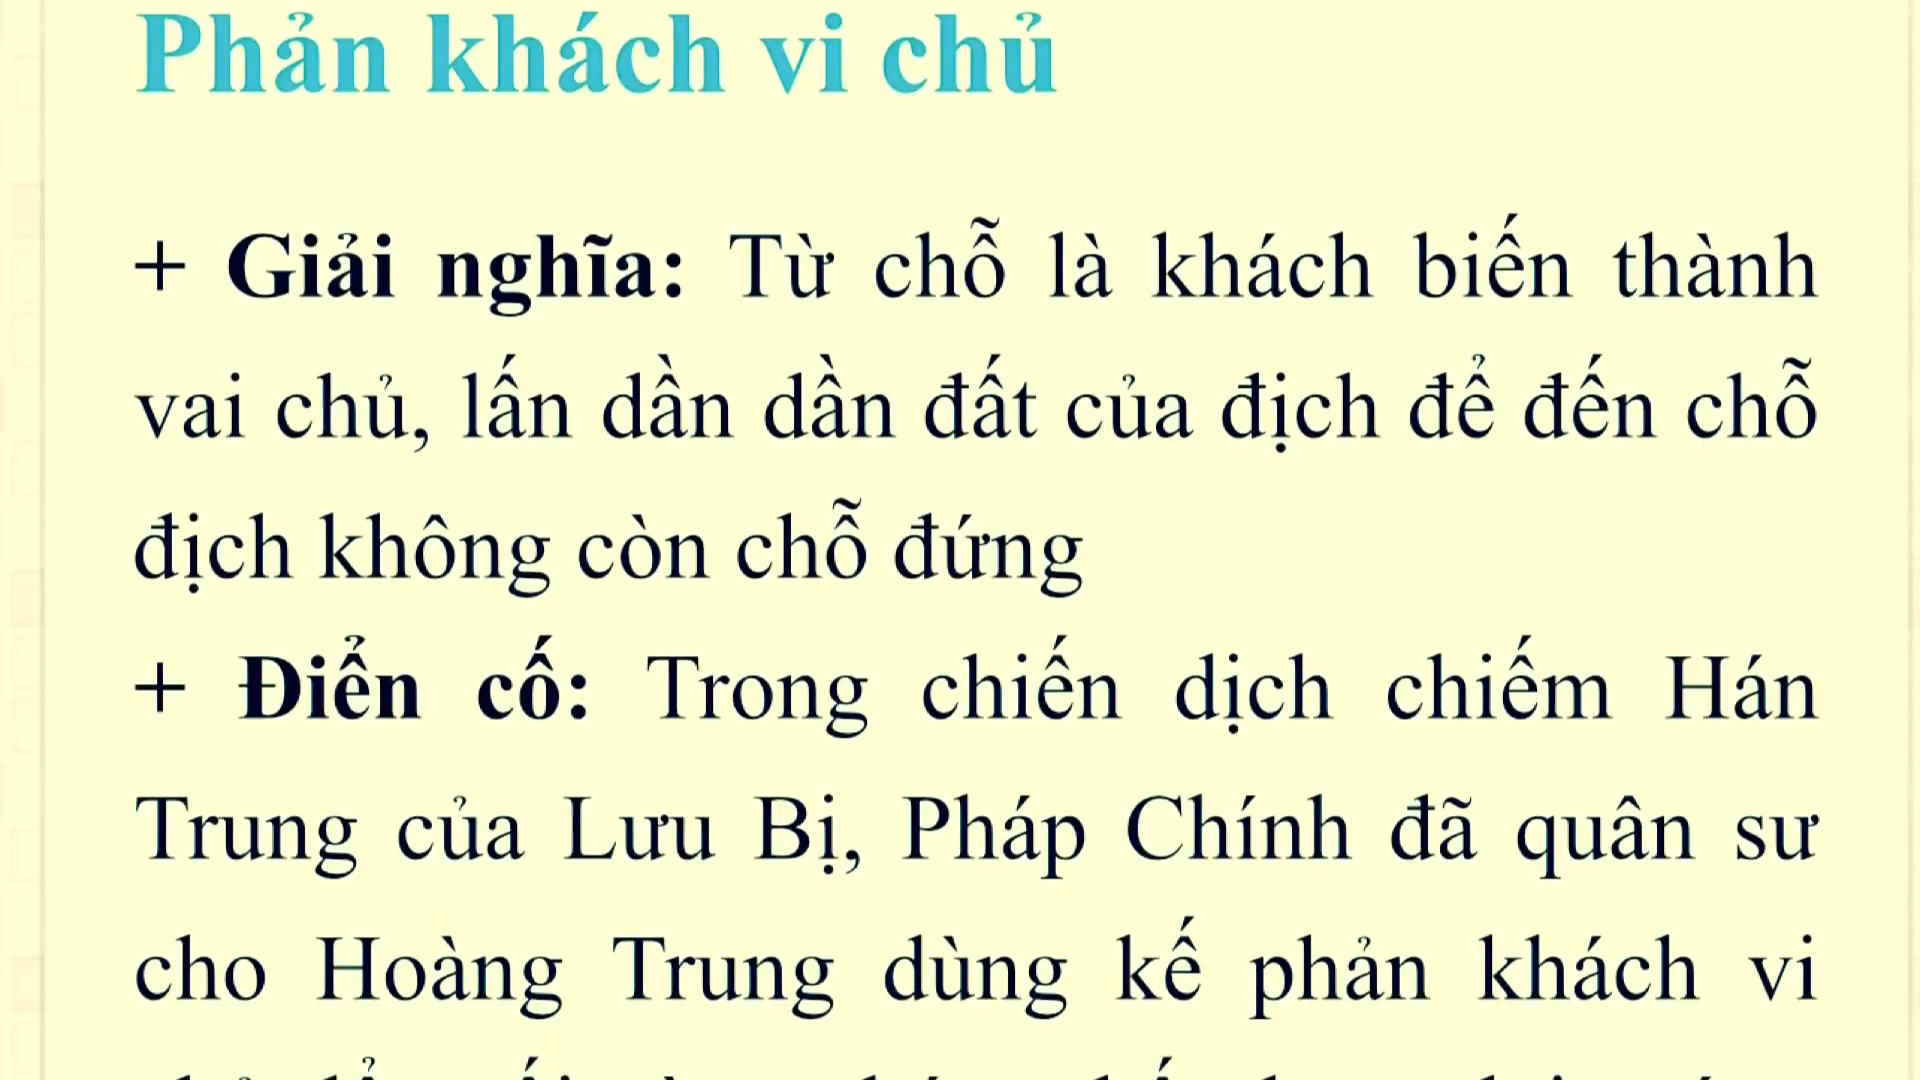 Phản khách vi chủ
+ Giải nghĩa: Từ chỗ là khách biến thành
vai chủ, lấn dần dần đất của địch để đến chỗ
địch không còn chỗ đứng
+ Điển cố: Trong chiến dịch chiếm Hán
Trung của Lưu Bị, Pháp Chính đã quân sư
cho Hoàng Trung dùng kế phản khách vi